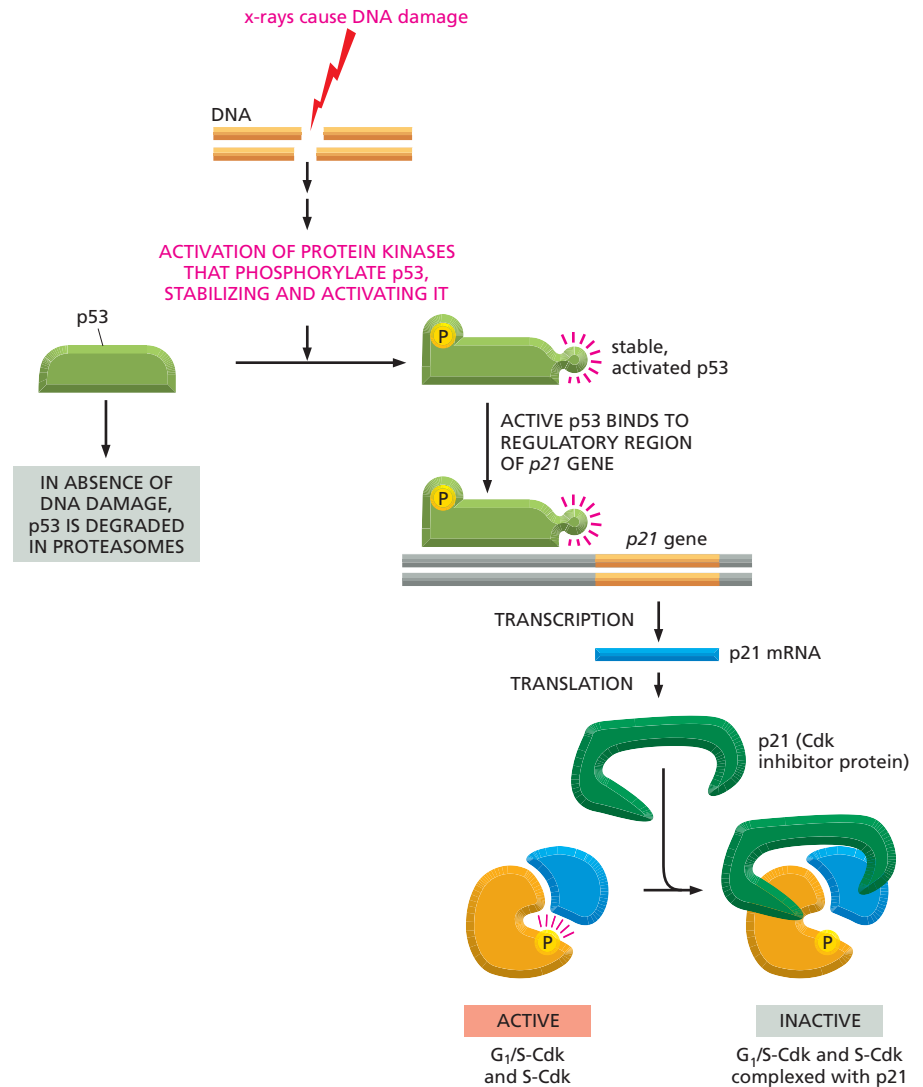 x-rays cause DNA damage
DNA
ACTIVATION OF PROTEIN KINASES
THAT PHOSPHORYLATE p53,
STABILIZING AND ACTIVATING IT
p53
P
stable,
activated p53
IN ABSENCE OF
DNA DAMAGE,
p53 IS DEGRADED
IN PROTEASOMES
ACTIVE p53 BINDS TO
REGULATORY REGION
OF p21 GENE
P
p21 gene
TRANSCRIPTION
p21 mRNA
TRANSLATION
p21 (Cdk
inhibitor protein)
P
P
ACTIVE
G₁/S-Cdk
and S-Cdk
INACTIVE
G₁/S-Cdk and S-Cdk
complexed with p21